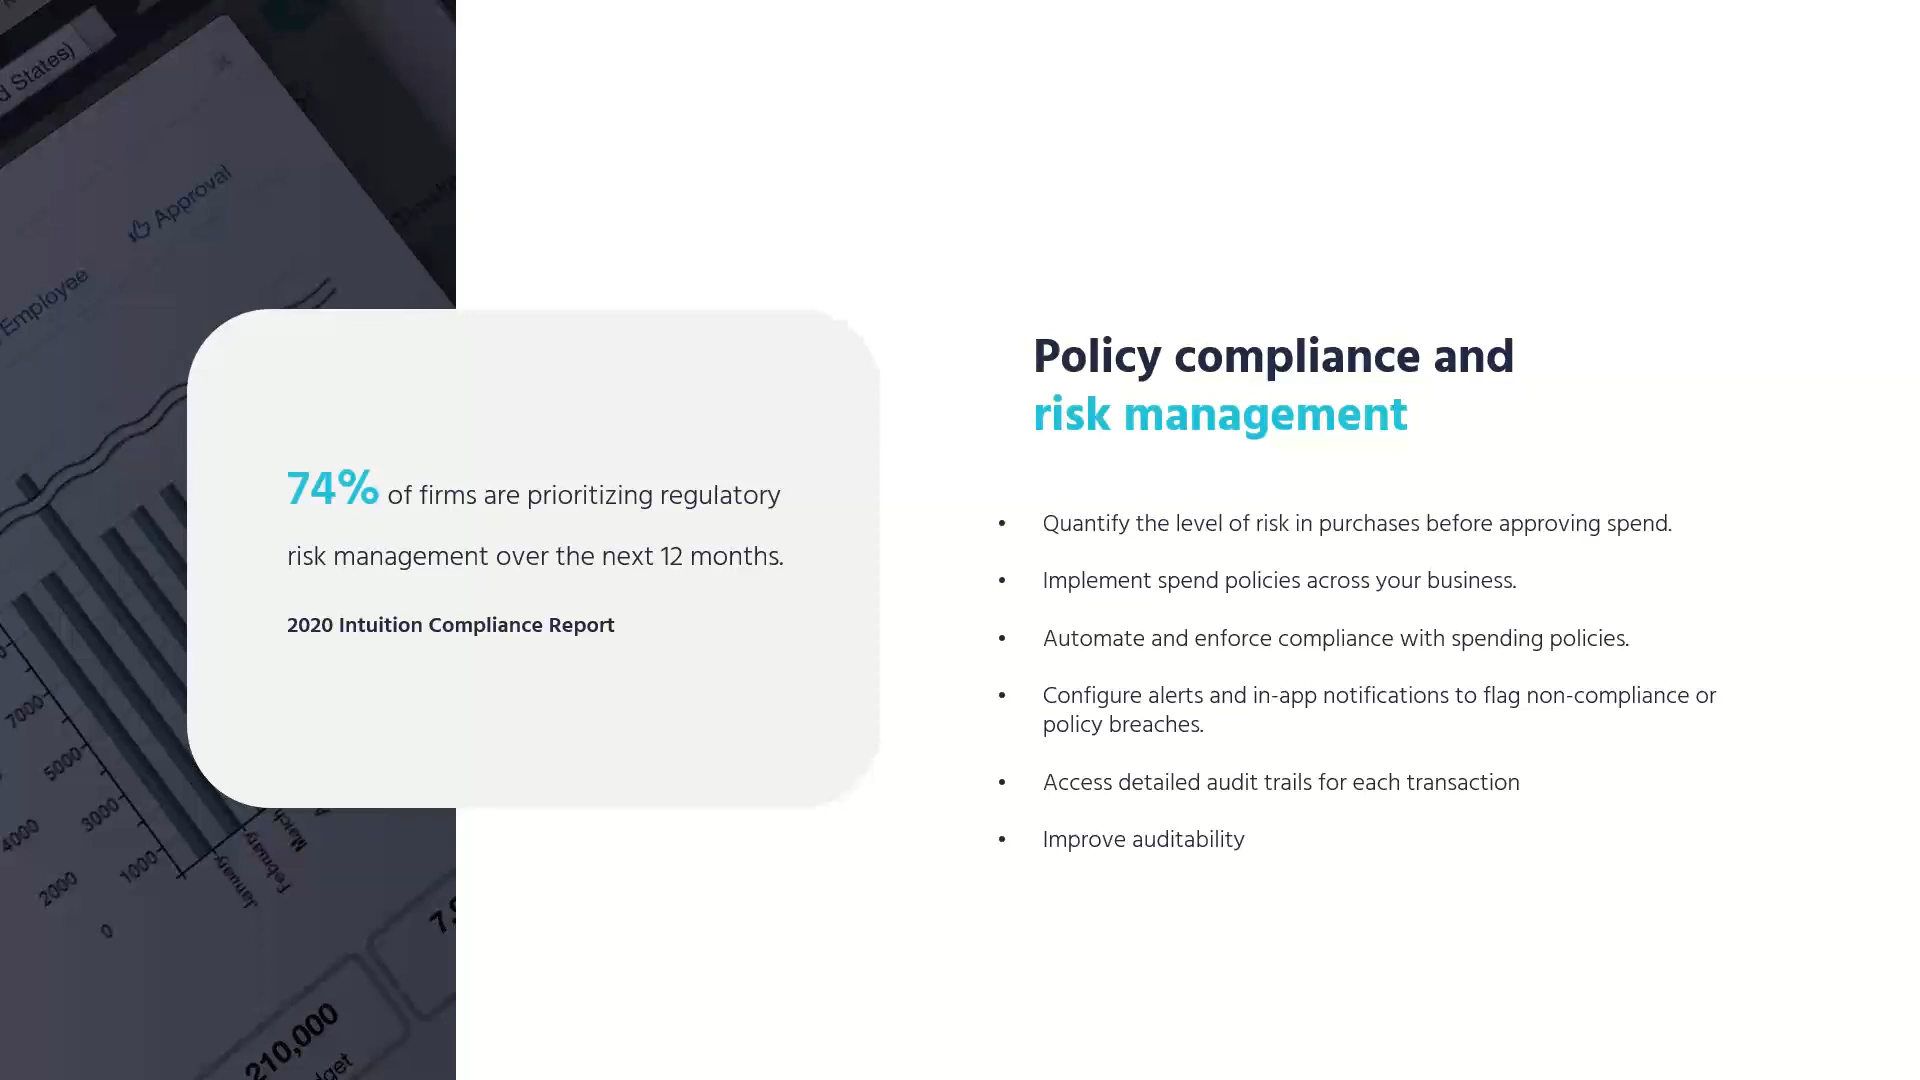 d States)
Approval
Employee
74% of firms are prioritizing regulatory
risk management over the next 12 months.
2020 Intuition Compliance Report
7000
5000
4000
3000
2000
1000
0
January
February
March
210,000
Policy compliance and
risk management
• Quantify the level of risk in purchases before approving spend.
• Implement spend policies across your business.
• Automate and enforce compliance with spending policies.
• Configure alerts and in-app notifications to flag non-compliance or
policy breaches.
• Access detailed audit trails for each transaction
• Improve auditability